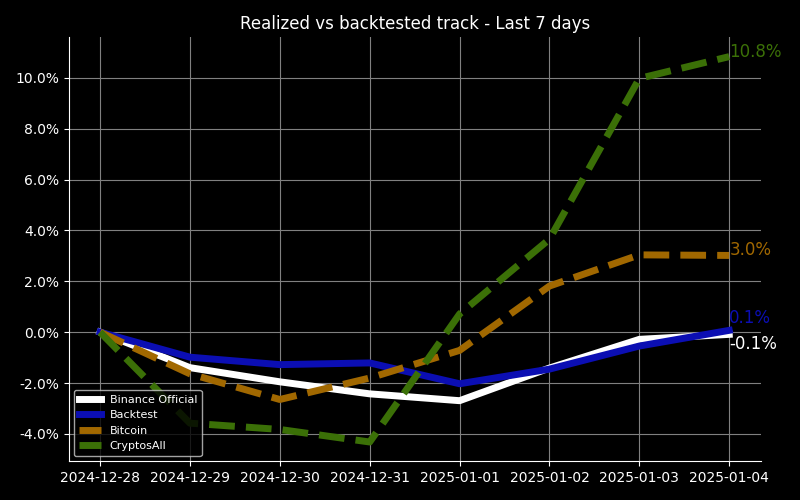 Realized vs backtested track - Last 7 days
10.8%
10.0%
8.0%
6.0%
4.0%
3.0%
2.0%
0.1%
0.0%
-0.1%
-2.0%
-4.0%
Binance Official
Backtest
Bitcoin
CryptosAll
2024-12-28 2024-12-29 2024-12-30 2024-12-31 2025-01-01 2025-01-02 2025-01-03 2025-01-04